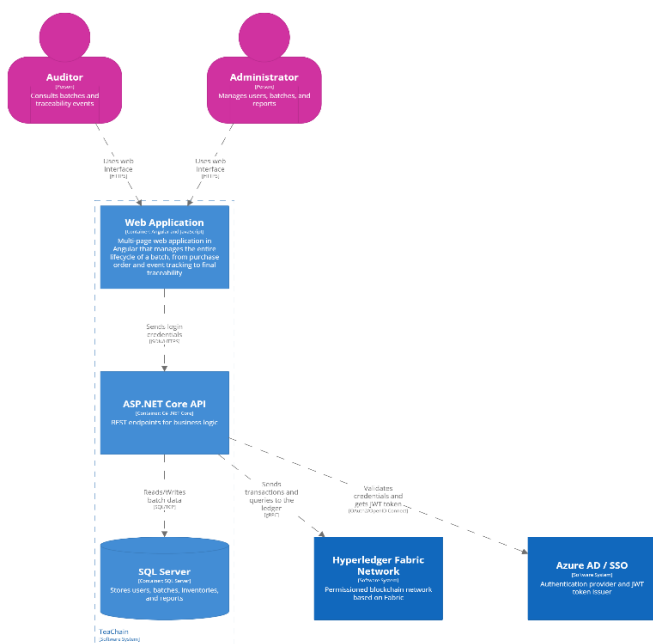 Auditor
[Person]
Consults batches and
traceability events
Administrator
[Person]
Manages users, batches, and
reports
Uses web
Interface
[HTTPS]
Uses web
Interface
[HTTPS]
Web Application
[Container: Angular and JavaScript]
Multi-page web application in
Angular that manages the entire
lifecycle of a batch, from purchase
order and event tracking to final
traceability
Sends login
credentials
[JSON/HTTPS]
ASP.NET Core API
[Container: C# .NET Core]
REST endpoints for business logic
Reads/Writes
batch data
[SQL/TCP]
Sends
transactions and
queries to the
ledger
[gRPC]
Validates
credentials and
gets JWT token
SQL Server
[Container: SQL Server]
Stores users, batches, inventories,
and reports
Hyperledger Fabric
Network
[Software System]
Permissioned blockchain network
based on Fabric
Azure AD / SSO
[Software System]
Authentication provider and JWT
token issuer
TeaChain
[Software System]